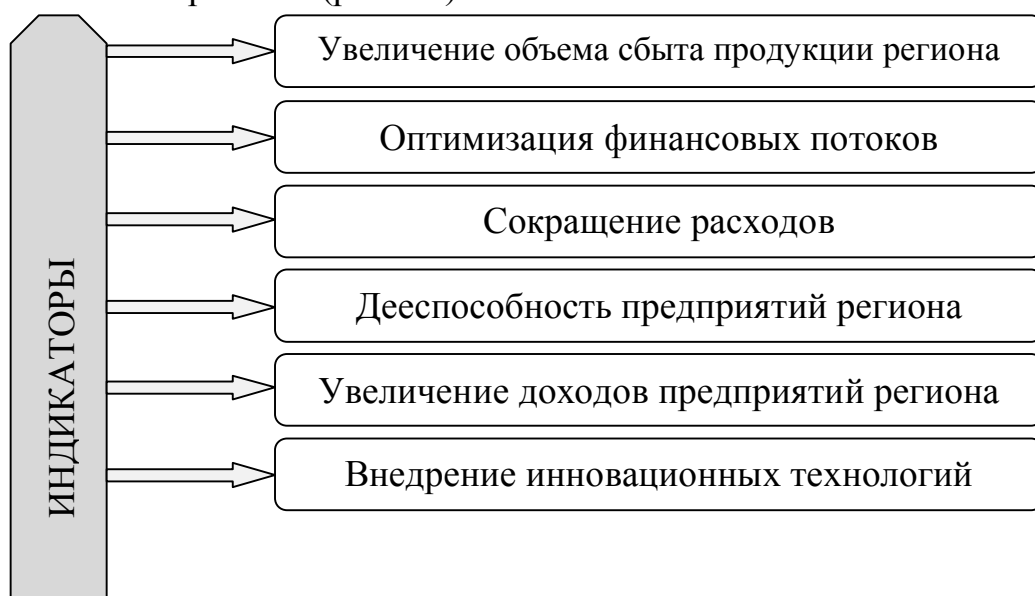 Увеличение объема сбыта продукции региона
Оптимизация финансовых потоков
Сокращение расходов
Дееспособность предприятий региона
Увеличение доходов предприятий региона
Внедрение инновационных технологий
ИНДИКАТОРЫ